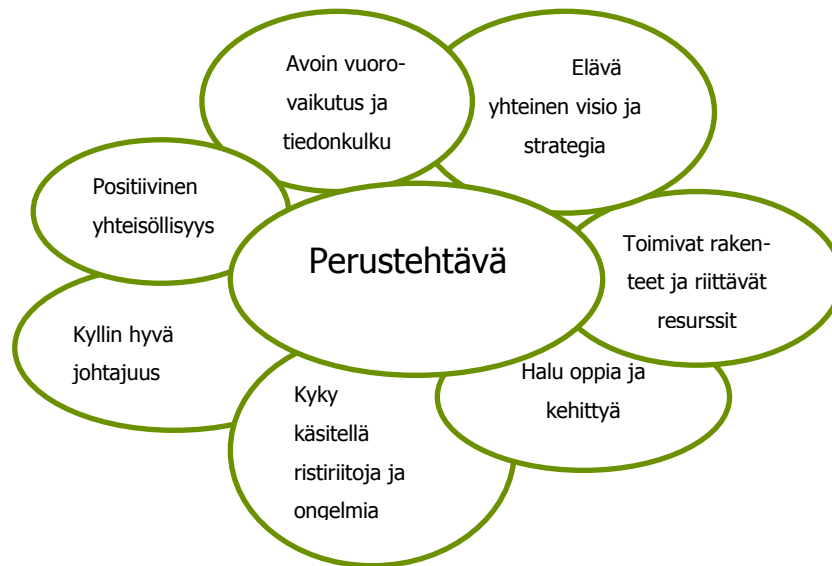 Avoin vuoro-
vaikutus ja
tiedonkulku
Elävä
yhteinen visio ja
strategia
Positiivinen
yhteisöllisyys
Perustehtävä
Toimivat raken-
teet ja riittävät
resurssit
Kyllin hyvä
johtajuus
Halu oppia ja
kehittyä
Kyky
käsitellä
ristiriitoja ja
ongelmia